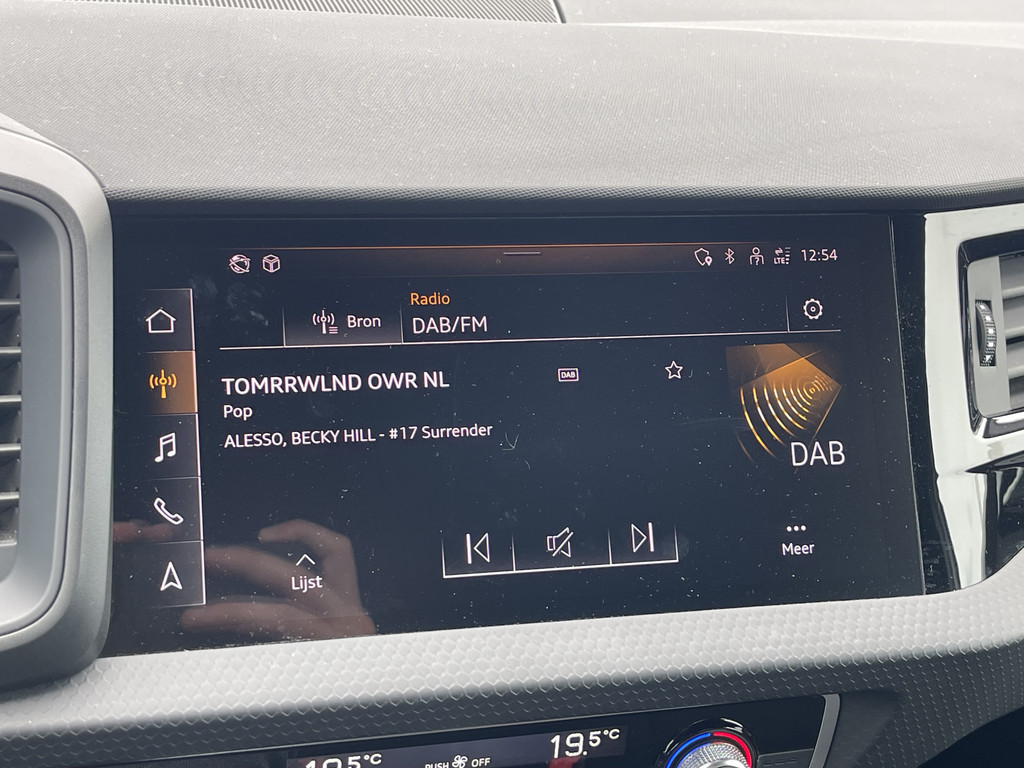 LTE 12:54
Radio
Bron DAB/FM
TOMRRWLND OWR NL DAB
Pop
ALESSO, BECKY HILL - #17 Surrender
DAB
Lijst Meer
19.5°C PUSH OFF 19.5°C